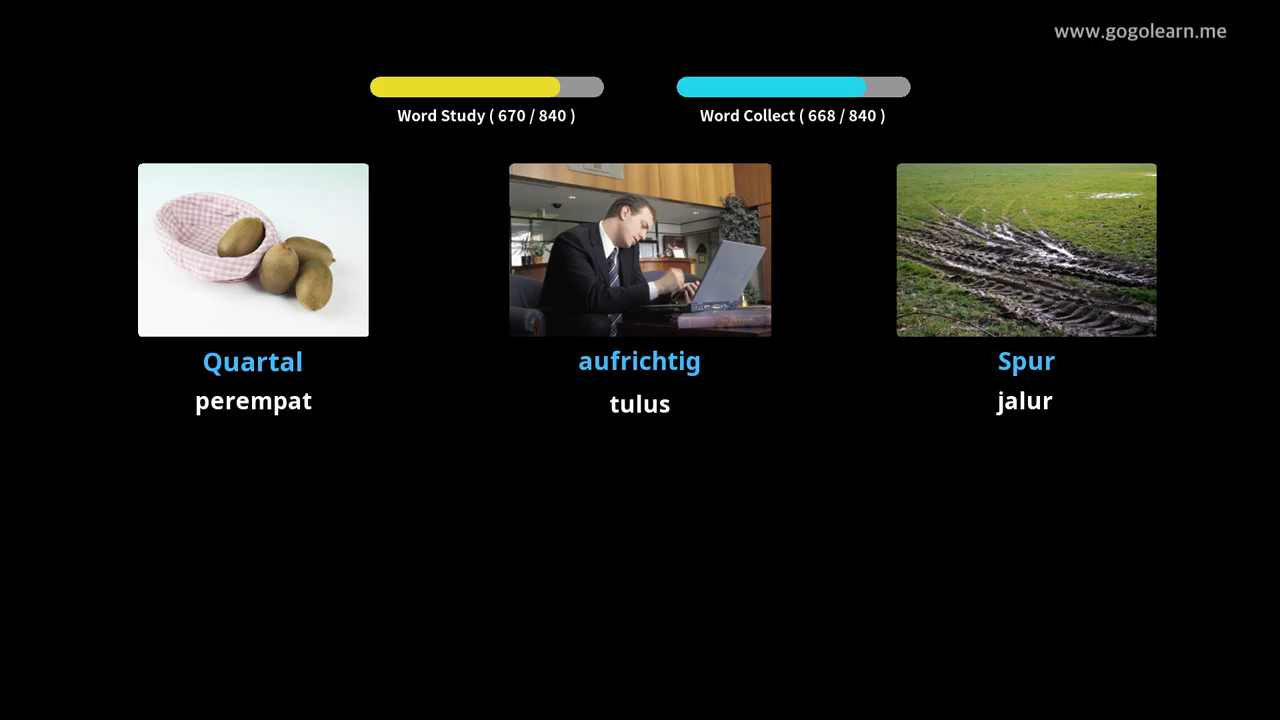 www.gogolearn.me
Word Study ( 670 / 840 )
Word Collect ( 668 / 840 )
Quartal
perempat
aufrichtig
tulus
Spur
jalur